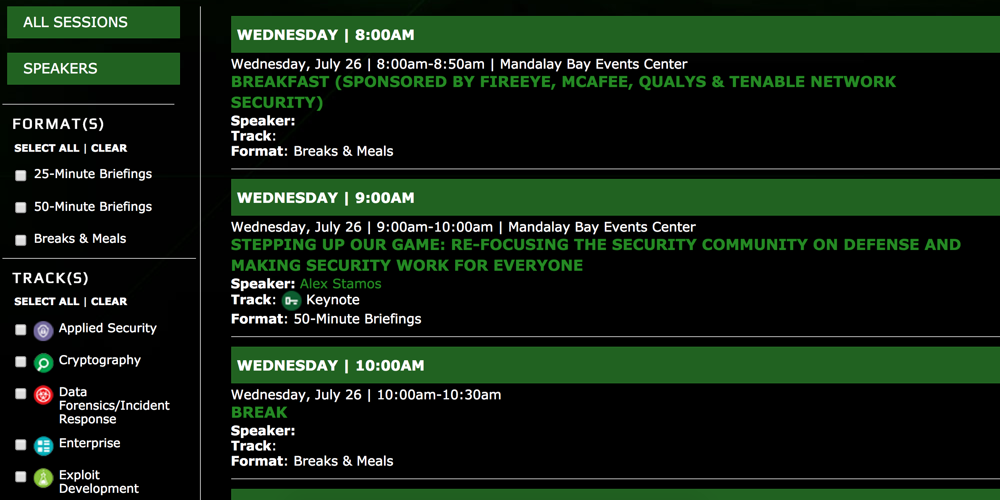 ALL SESSIONS
SPEAKERS
FORMAT(S)
SELECT ALL | CLEAR
25-Minute Briefings
50-Minute Briefings
Breaks & Meals
TRACK(S)
SELECT ALL | CLEAR
Applied Security
Cryptography
Data
Forensics/Incident
Response
Enterprise
Exploit
Development
WEDNESDAY | 8:00AM
Wednesday, July 26 | 8:00am-8:50am | Mandalay Bay Events Center
BREAKFAST (SPONSORED BY FIREEYE, MCAFEE, QUALYS & TENABLE NETWORK
SECURITY)
Speaker:
Track:
Format: Breaks & Meals
WEDNESDAY | 9:00AM
Wednesday, July 26 | 9:00am-10:00am | Mandalay Bay Events Center
STEPPING UP OUR GAME: RE-FOCUSING THE SECURITY COMMUNITY ON DEFENSE AND
MAKING SECURITY WORK FOR EVERYONE
Speaker: Alex Stamos
Track: Keynote
Format: 50-Minute Briefings
WEDNESDAY | 10:00AM
Wednesday, July 26 | 10:00am-10:30am
BREAK
Speaker:
Track:
Format: Breaks & Meals